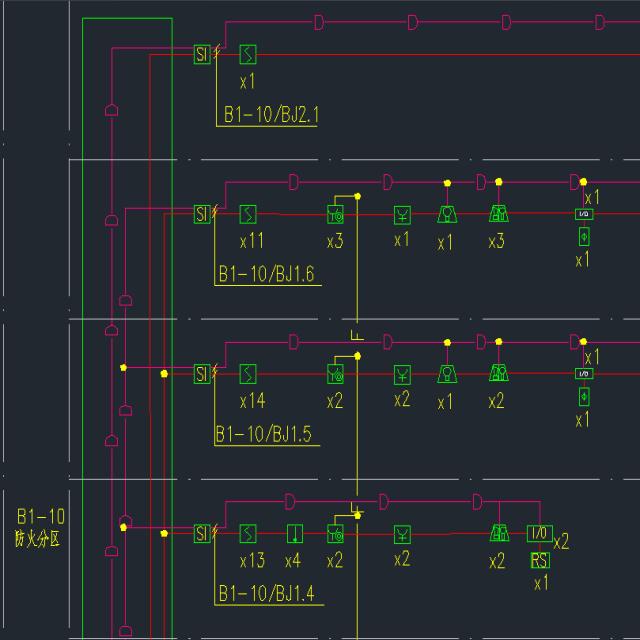 D D D D
SI
x1
B1-10/BJ2.1
D D D D
x1
SI
I/O
x11 x3 x1 x1 x3
x1
B1-10/BJ1.6
F
D D D D
x1
SI
I/O
x14 x2 x2 x1 x2
x1
B1-10/BJ1.5
F
D D D
B1-10
防火分区
SI
I/O
x2
x13 x4 x2 x2 x2
RS
x1
B1-10/BJ1.4